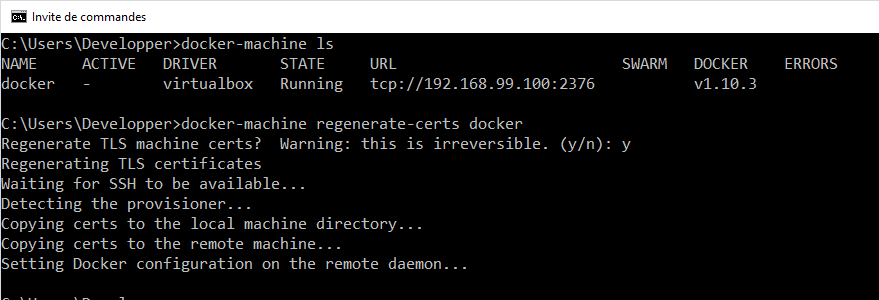 Invite de commandes
C:\Users\Developper>docker-machine ls
NAME ACTIVE DRIVER STATE URL SWARM DOCKER ERRORS
docker - virtualbox Running tcp://192.168.99.100:2376 v1.10.3
C:\Users\Developper>docker-machine regenerate-certs docker
Regenerate TLS machine certs? Warning: this is irreversible. (y/n): y
Regenerating TLS certificates
Waiting for SSH to be available...
Detecting the provisioner...
Copying certs to the local machine directory...
Copying certs to the remote machine...
Setting Docker configuration on the remote daemon...